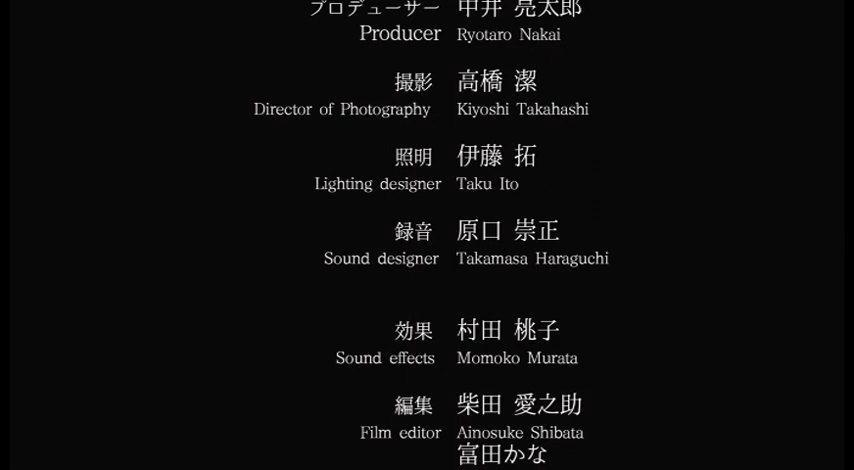 プロデューサー 中井 亮太郎
Producer Ryotaro Nakai
撮影 高橋 潔
Director of Photography Kiyoshi Takahashi
照明 伊藤 拓
Lighting designer Taku Ito
録音 原口 崇正
Sound designer Takamasa Haraguchi
効果 村田 桃子
Sound effects Momoko Murata
編集 柴田 愛之助
Film editor Ainosuke Shibata
富田かな